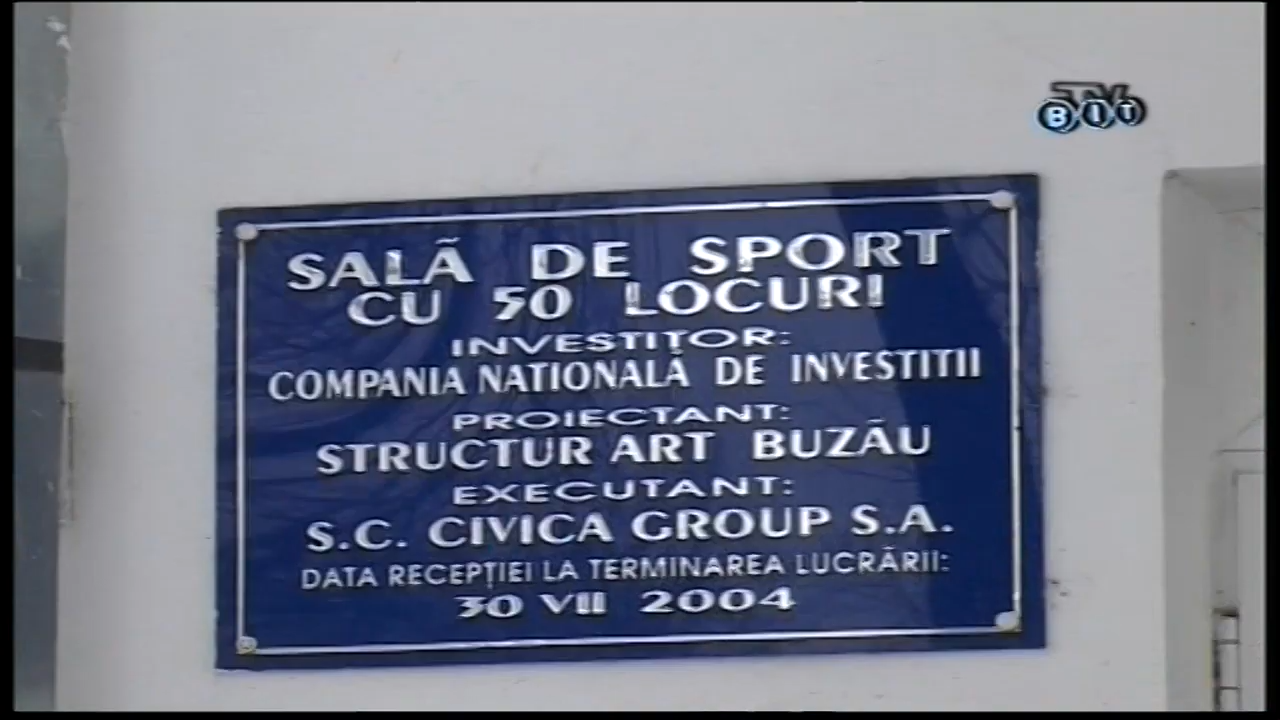 TV
BIT
SALĂ DE SPORT
CU 50 LOCURI
INVESTITOR:
COMPANIA NATIONALĂ DE INVESTITII
PROIECTANT:
STRUCTUR ART BUZĂU
EXECUTANT:
S.C. CIVICA GROUP S.A.
DATA RECEPȚIEI LA TERMINAREA LUCRĂRII:
30 VII 2004